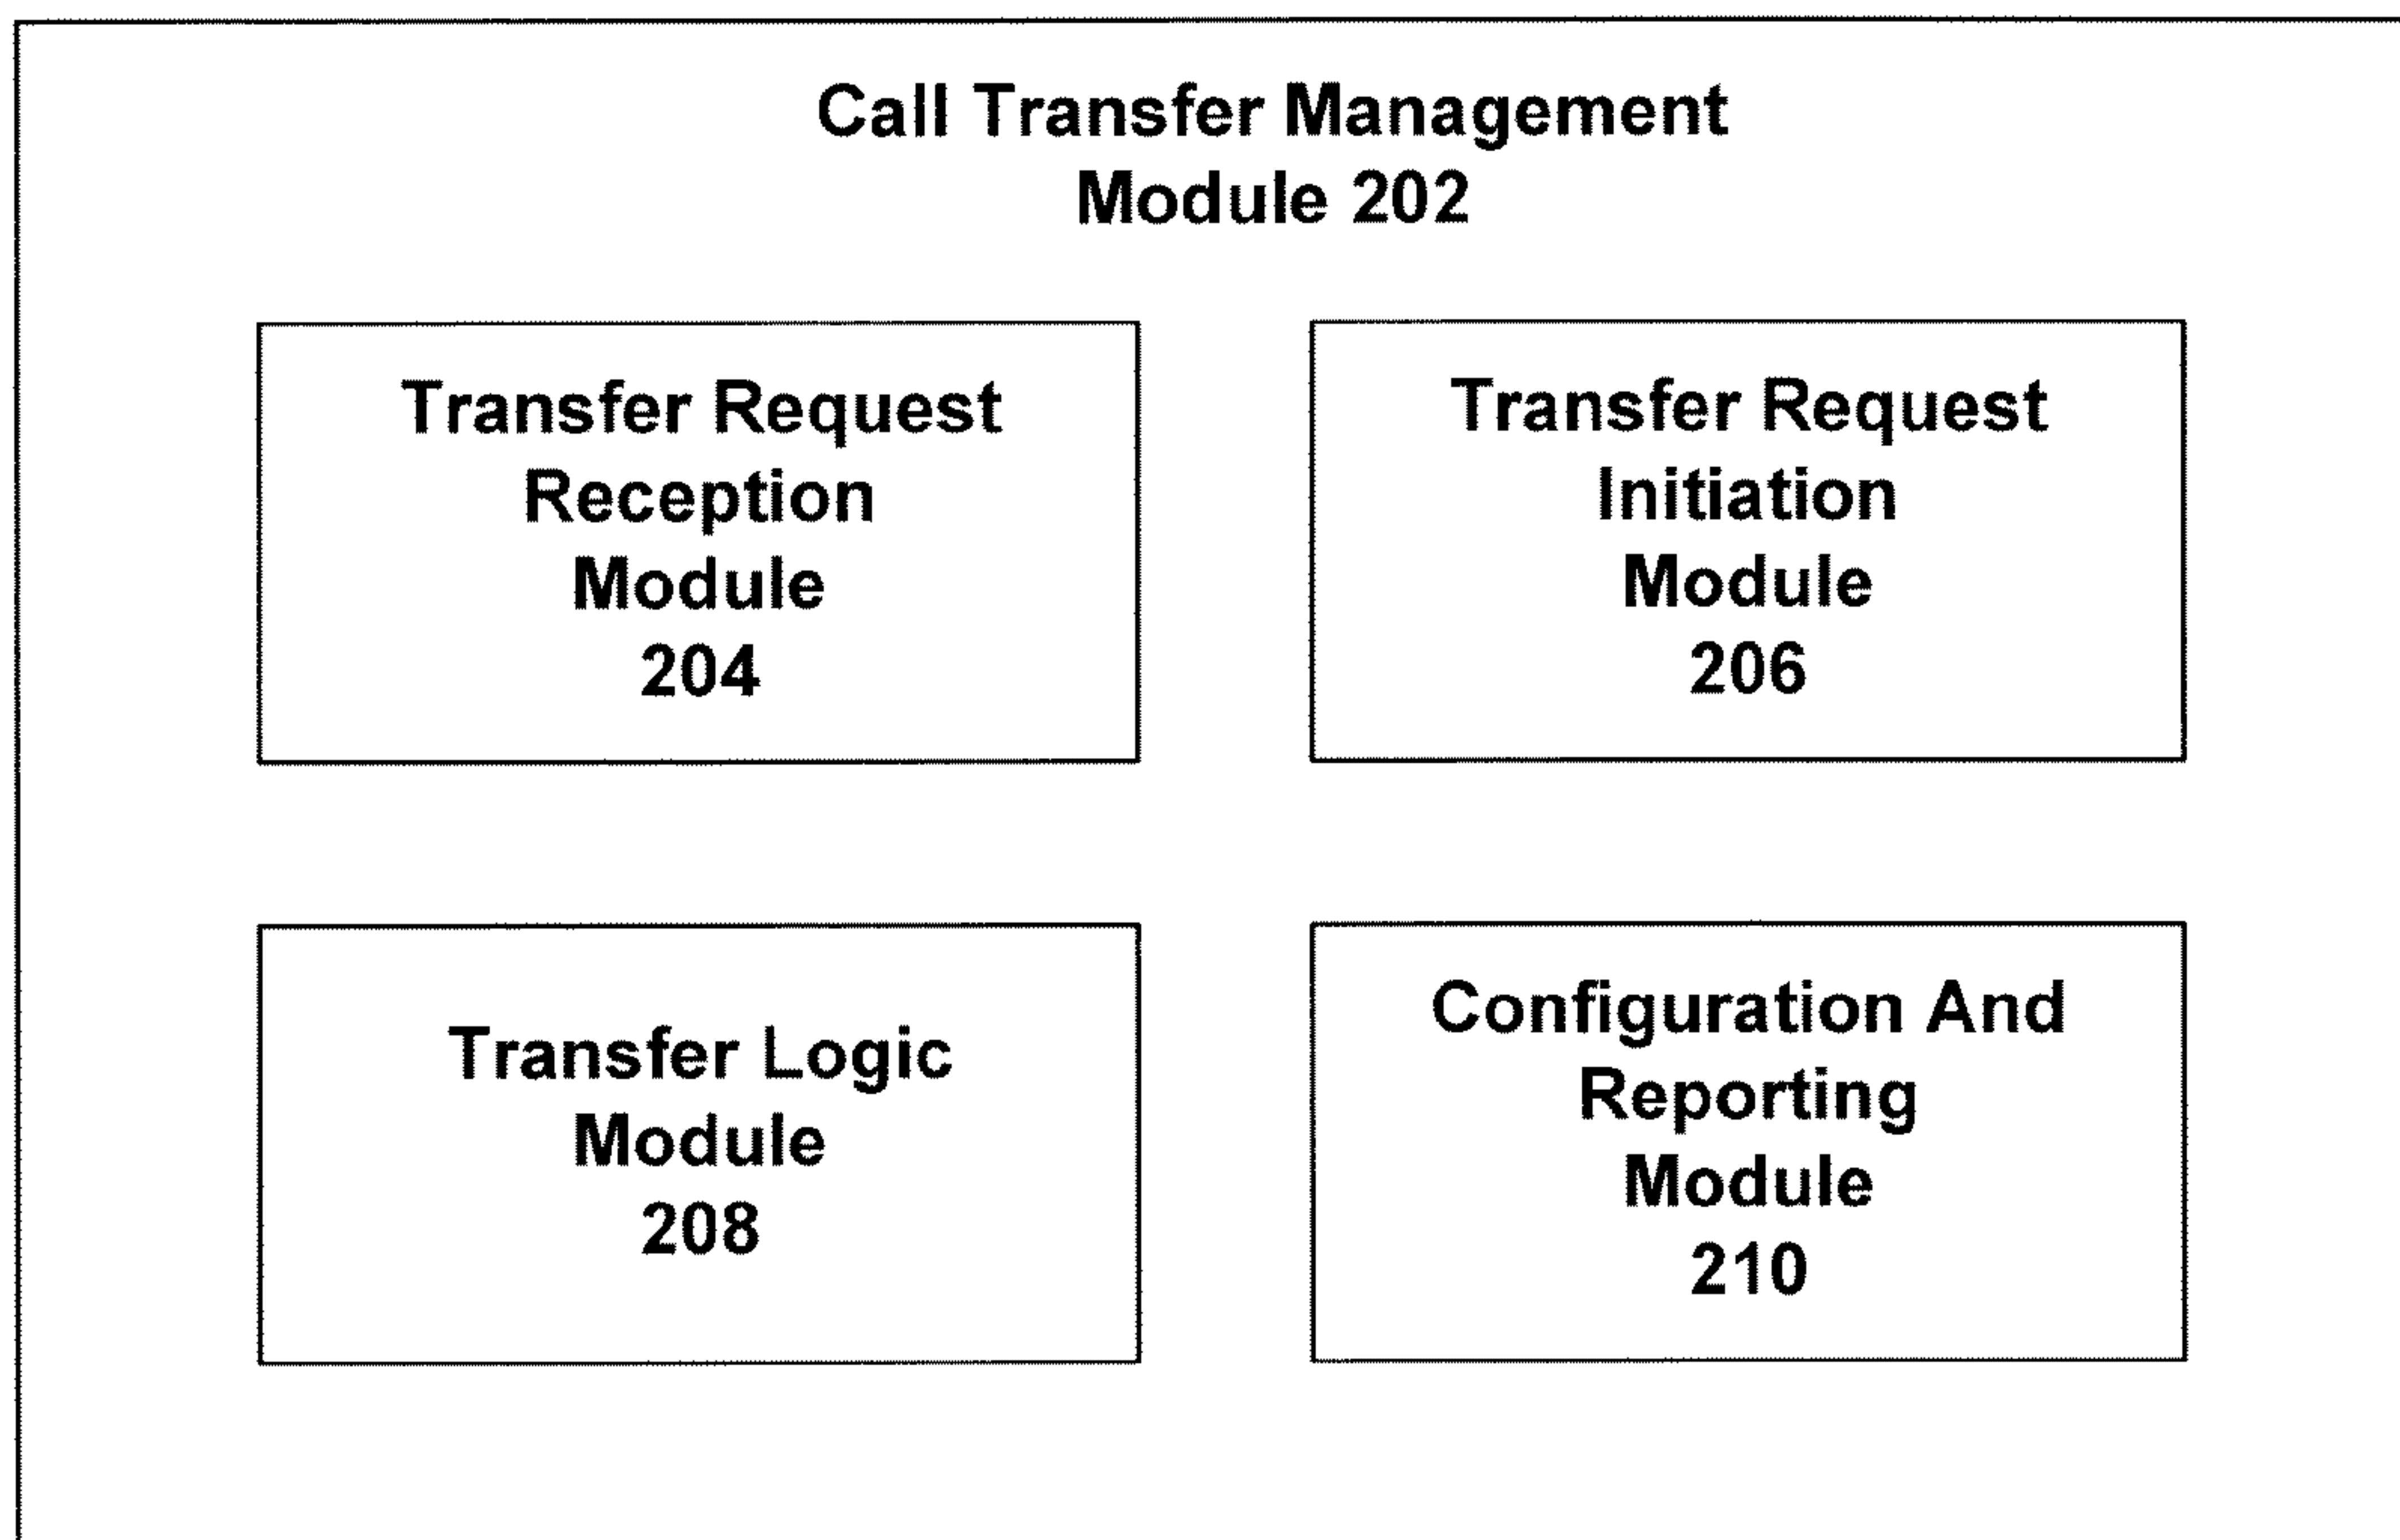 Call Transfer Management
Module 202
Transfer Request
Reception
Module
204
Transfer Request
Initiation
Module
206
Transfer Logic
Module
208
Configuration And
Reporting
Module
210